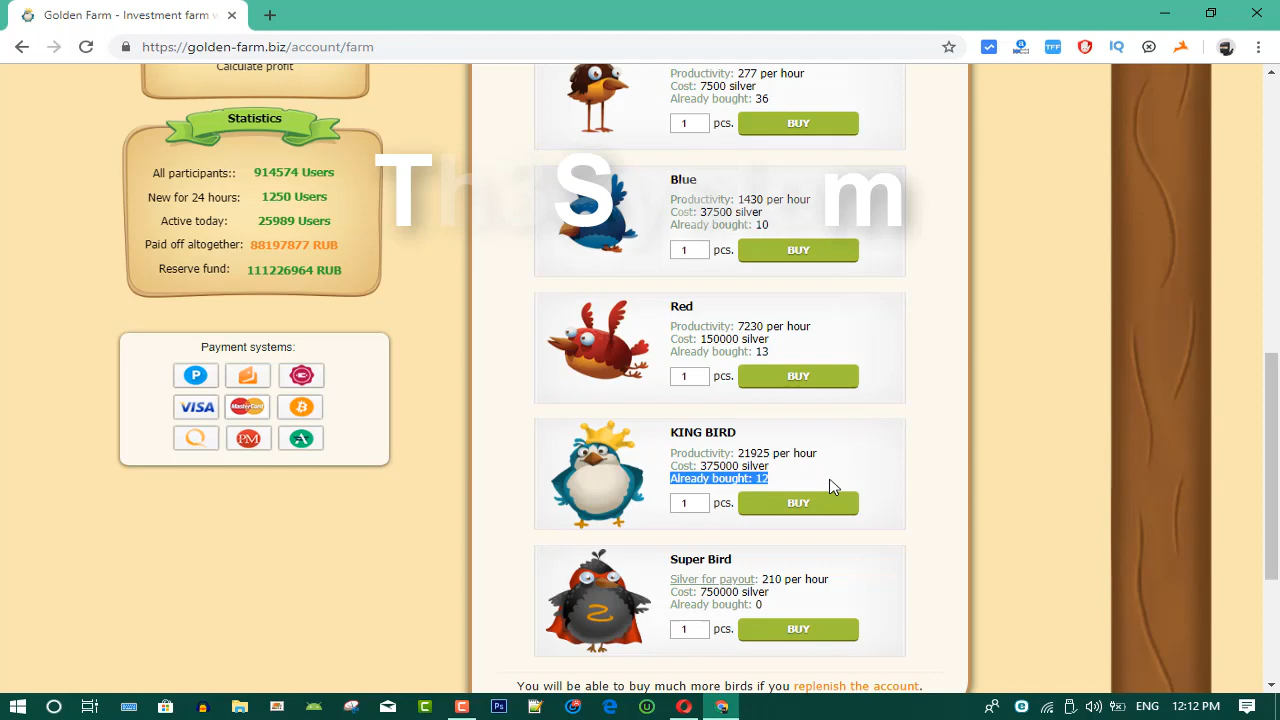 Golden Farm - Investment farm
https://golden-farm.biz/account/farm
Calculate profit
Statistics
All participants:: 914574 Users
New for 24 hours: 1250 Users
Active today: 25989 Users
Paid off altogether: 88197877 RUB
Reserve fund: 111226964 RUB
Payment systems:
VISA
MasterCard
PM
Productivity: 277 per hour
Cost: 7500 silver
Already bought: 36
1 pcs. BUY
Blue
Productivity: 1430 per hour
Cost: 37500 silver
Already bought: 10
1 pcs. BUY
Red
Productivity: 7230 per hour
Cost: 150000 silver
Already bought: 13
1 pcs. BUY
KING BIRD
Productivity: 21925 per hour
Cost: 375000 silver
Already bought: 12
1 pcs. BUY
Super Bird
Silver for payout: 210 per hour
Cost: 750000 silver
Already bought: 0
1 pcs. BUY
You will be able to buy much more birds if you replenish the account.
ENG 12:12 PM